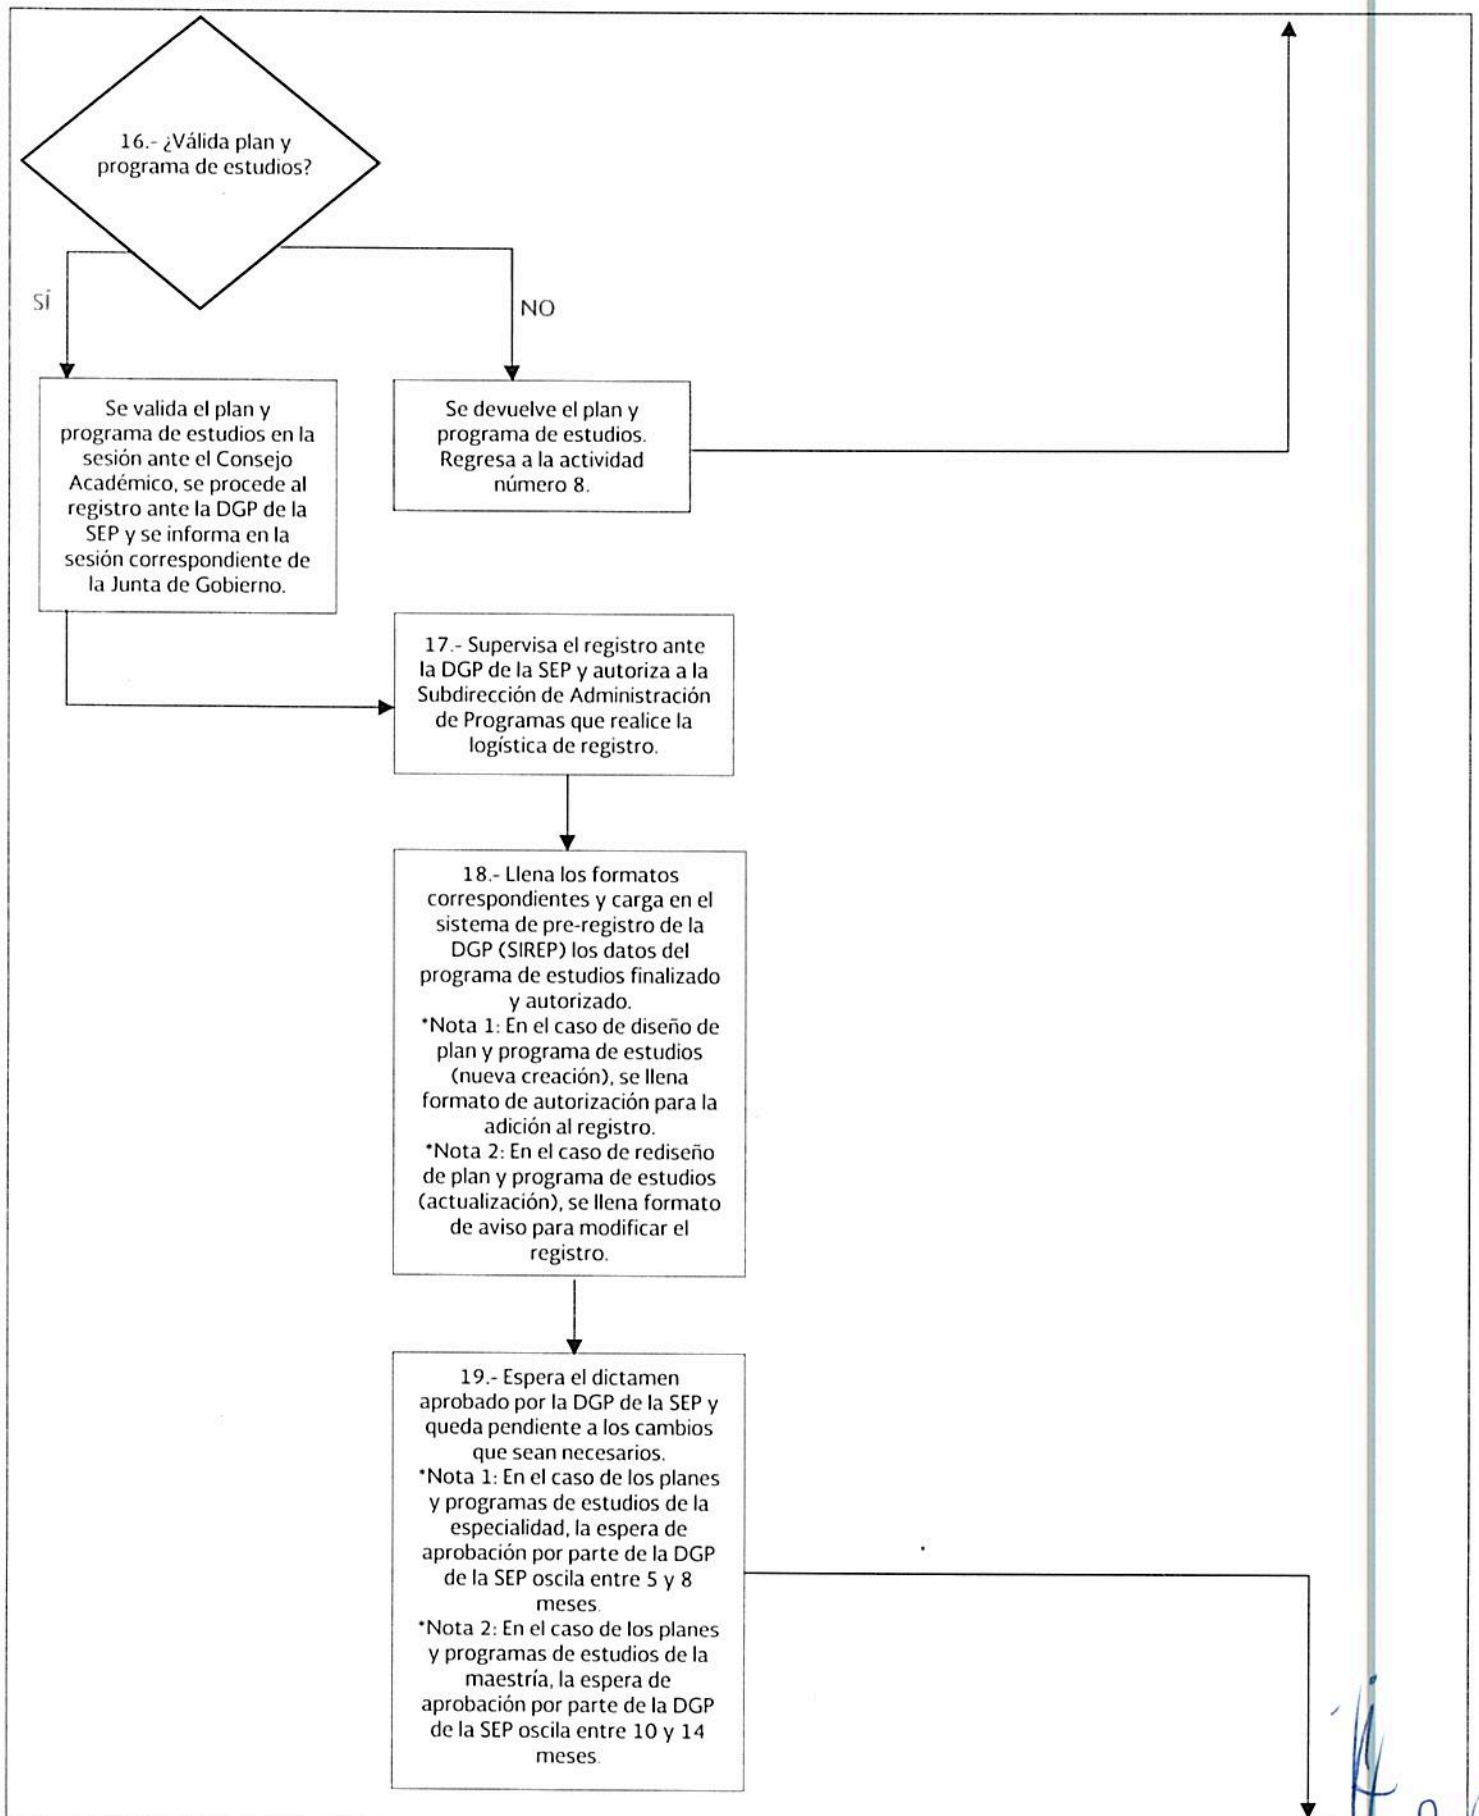 16.- ¿Válida plan y
programa de estudios?
SÍ
NO
Se valida el plan y
programa de estudios en la
sesión ante el Consejo
Académico, se procede al
registro ante la DGP de la
SEP y se informa en la
sesión correspondiente de
la Junta de Gobierno.
Se devuelve el plan y
programa de estudios.
Regresa a la actividad
número 8.
17.- Supervisa el registro ante
la DGP de la SEP y autoriza a la
Subdirección de Administración
de Programas que realice la
logística de registro.
18.- Llena los formatos
correspondientes y carga en el
sistema de pre-registro de la
DGP (SIREP) los datos del
programa de estudios finalizado
y autorizado.
*Nota 1: En el caso de diseño de
plan y programa de estudios
(nueva creación), se llena
formato de autorización para la
adición al registro.
*Nota 2: En el caso de rediseño
de plan y programa de estudios
(actualización), se llena formato
de aviso para modificar el
registro.
19.- Espera el dictamen
aprobado por la DGP de la SEP y
queda pendiente a los cambios
que sean necesarios.
*Nota 1: En el caso de los planes
y programas de estudios de la
especialidad, la espera de
aprobación por parte de la DGP
de la SEP oscila entre 5 y 8
meses.
*Nota 2: En el caso de los planes
y programas de estudios de la
maestría, la espera de
aprobación por parte de la DGP
de la SEP oscila entre 10 y 14
meses.